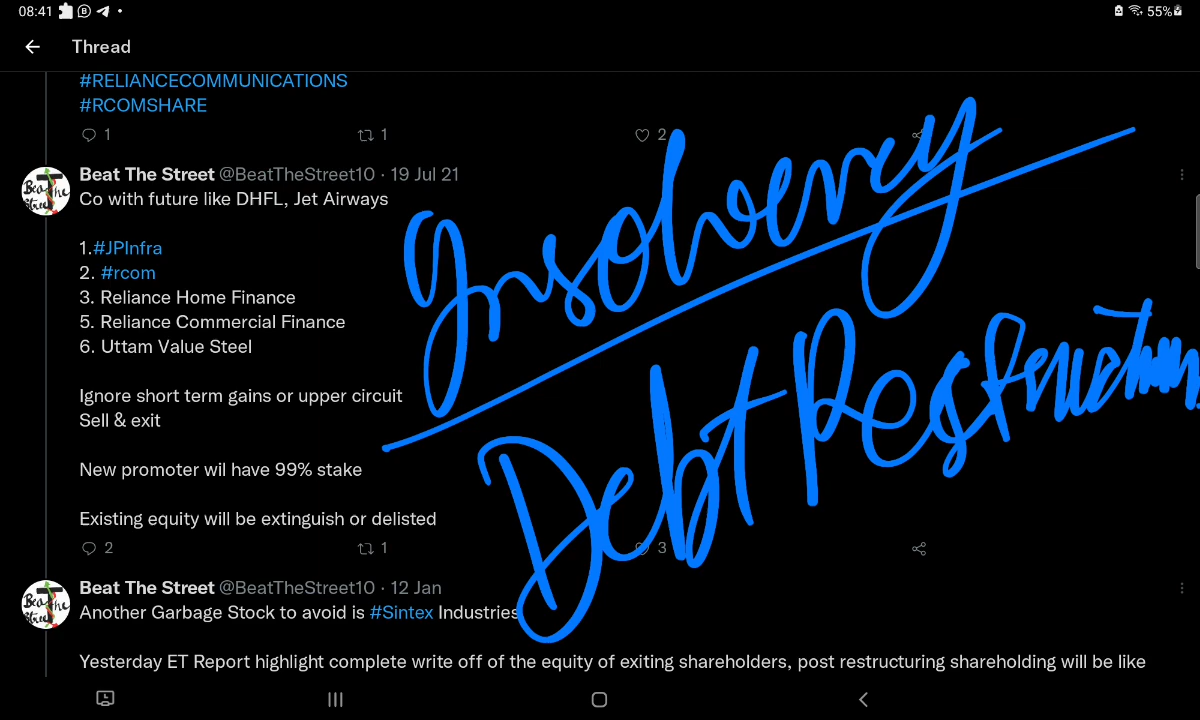 08:41
55%
Thread
#RELIANCECOMMUNICATIONS
#RCOMSHARE
1 1 2
Beat The Street @BeatTheStreet10 · 19 Jul 21
Co with future like DHFL, Jet Airways
1.#JPInfra
2. #rcom
3. Reliance Home Finance
5. Reliance Commercial Finance
6. Uttam Value Steel
Ignore short term gains or upper circuit
Sell & exit
New promoter wil have 99% stake
Existing equity will be extinguish or delisted
2 1 3
Insolvency
Debt
Beat The Street @BeatTheStreet10 · 12 Jan
Another Garbage Stock to avoid is #Sintex Industries
Yesterday ET Report highlight complete write off of the equity of exiting shareholders, post restructuring shareholding will be like